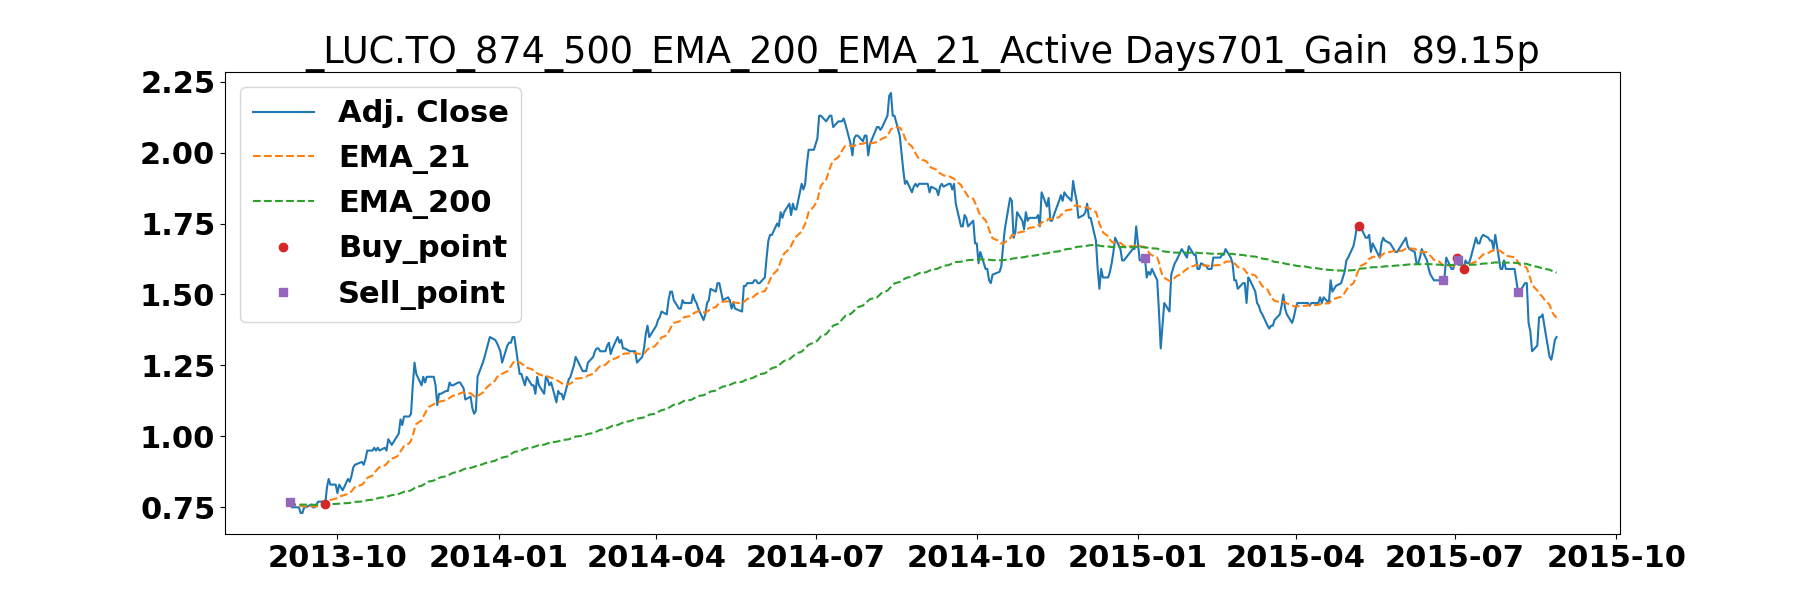 _LUC.TO_874_500_EMA_200_EMA_21_Active Days701_Gain  89.15p
2.25
2.00
1.75
1.50
1.25
1.00
0.75
Adj. Close
EMA_21
EMA_200
Buy_point
Sell_point
2013-10 2014-01 2014-04 2014-07 2014-10 2015-01 2015-04 2015-07 2015-10